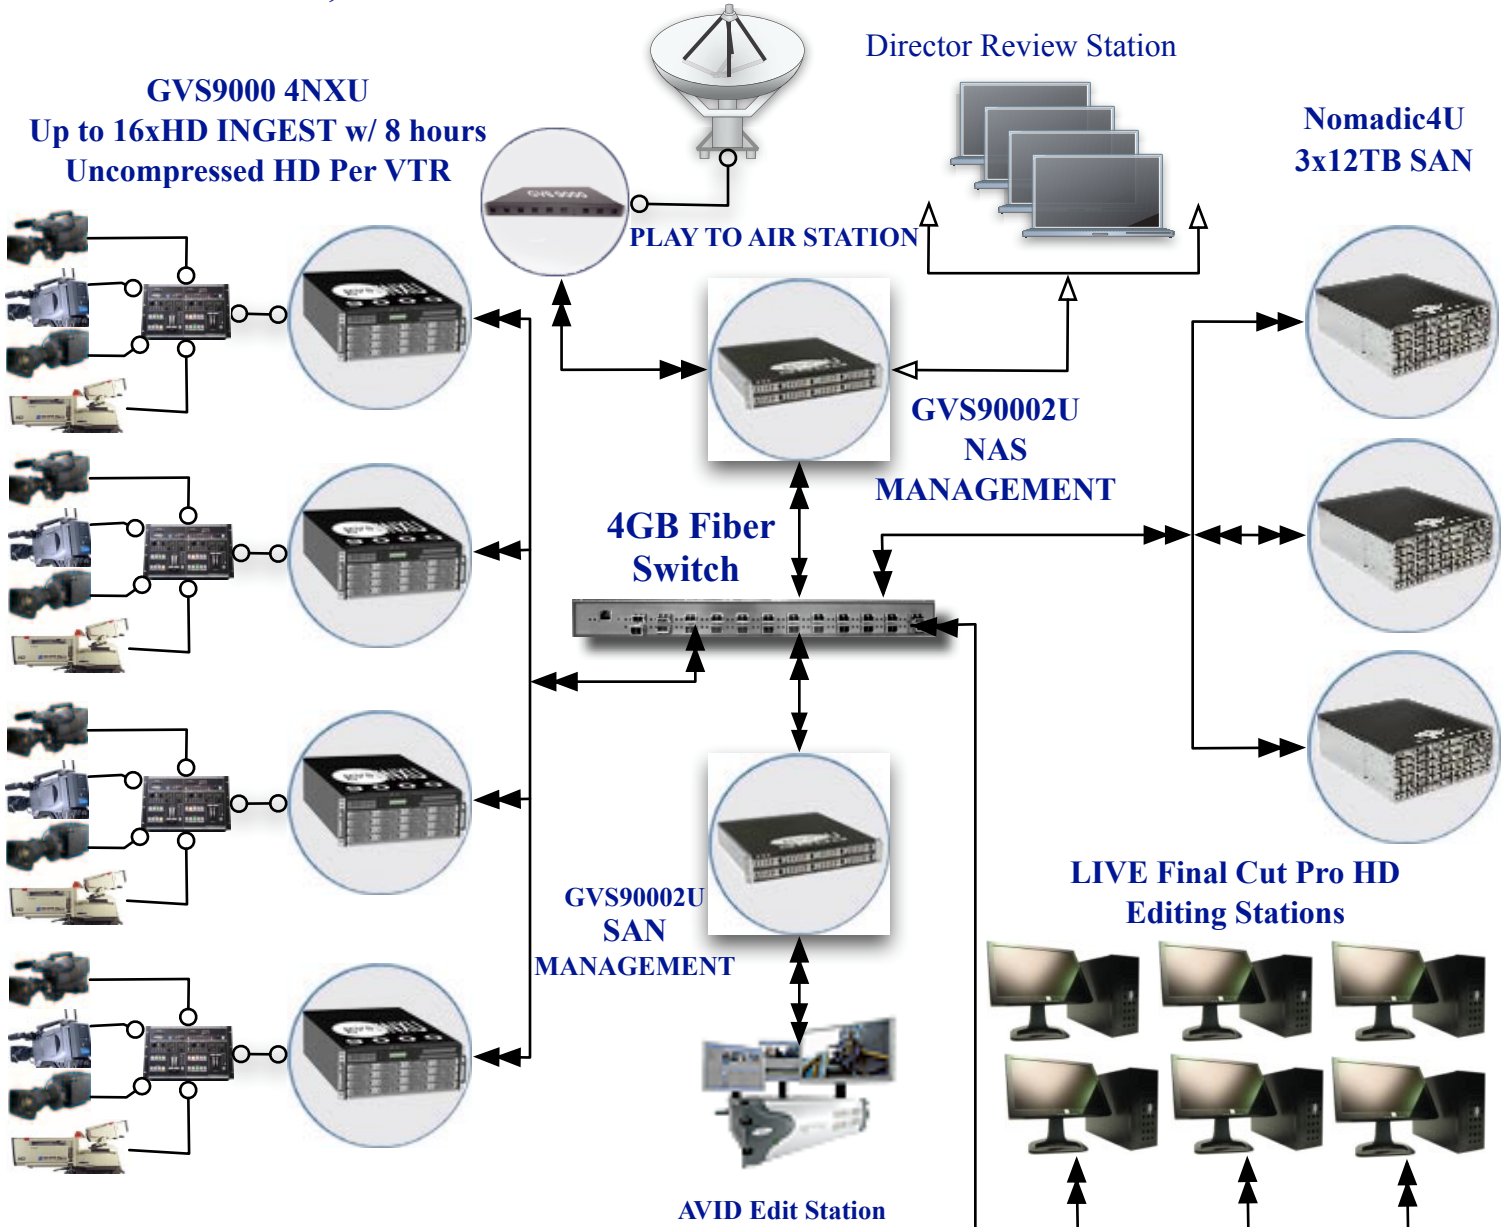 Director Review Station
GVS9000 4NXU
Up to 16xHD INGEST w/ 8 hours
Uncompressed HD Per VTR
Nomadic4U
3x12TB SAN
PLAY TO AIR STATION
GVS90002U
NAS
MANAGEMENT
4GB Fiber
Switch
GVS90002U
SAN
MANAGEMENT
LIVE Final Cut Pro HD
Editing Stations
AVID Edit Station